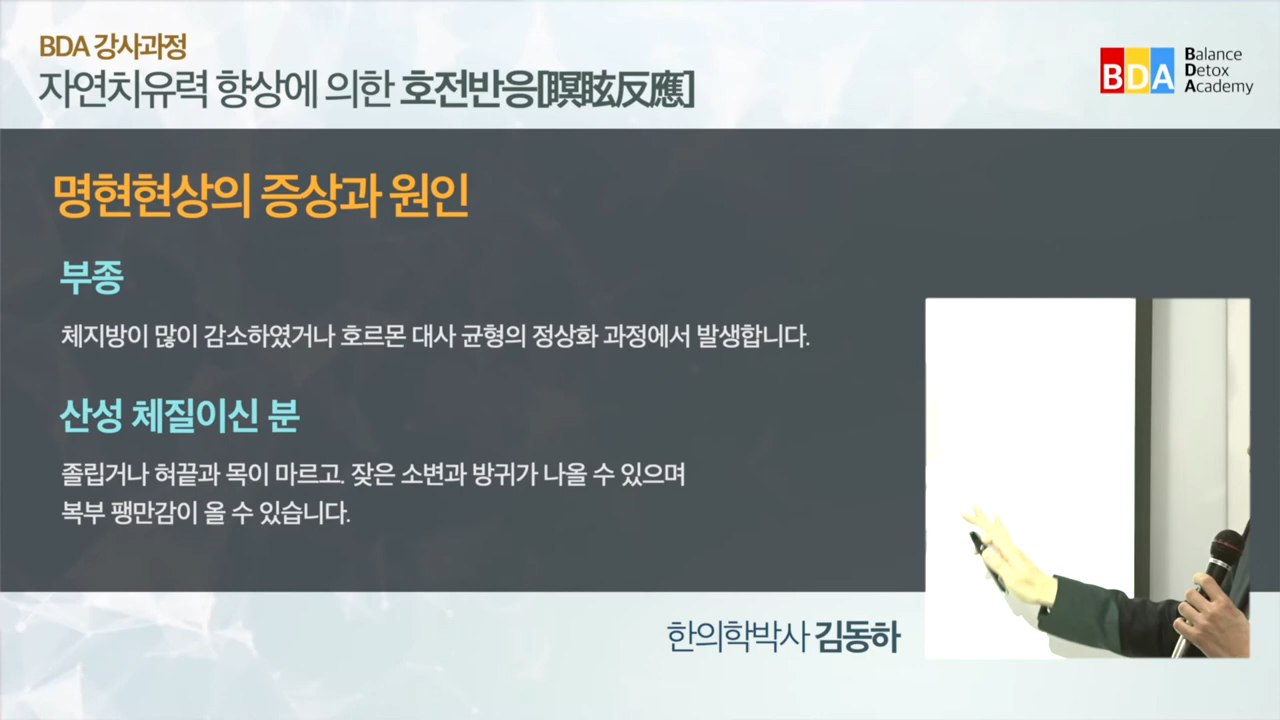 BDA 강사과정
자연치유력 향상에 의한 호전반응[瞑眩反應]
BDA
Balance
Detox
Academy
명현현상의 증상과 원인
부종
체지방이 많이 감소하였거나 호르몬 대사 균형의 정상화 과정에서 발생합니다.
산성 체질이신 분
졸립거나 혀끝과 목이 마르고. 잦은 소변과 방귀가 나올 수 있으며
복부 팽만감이 올 수 있습니다.
한의학박사 김동하